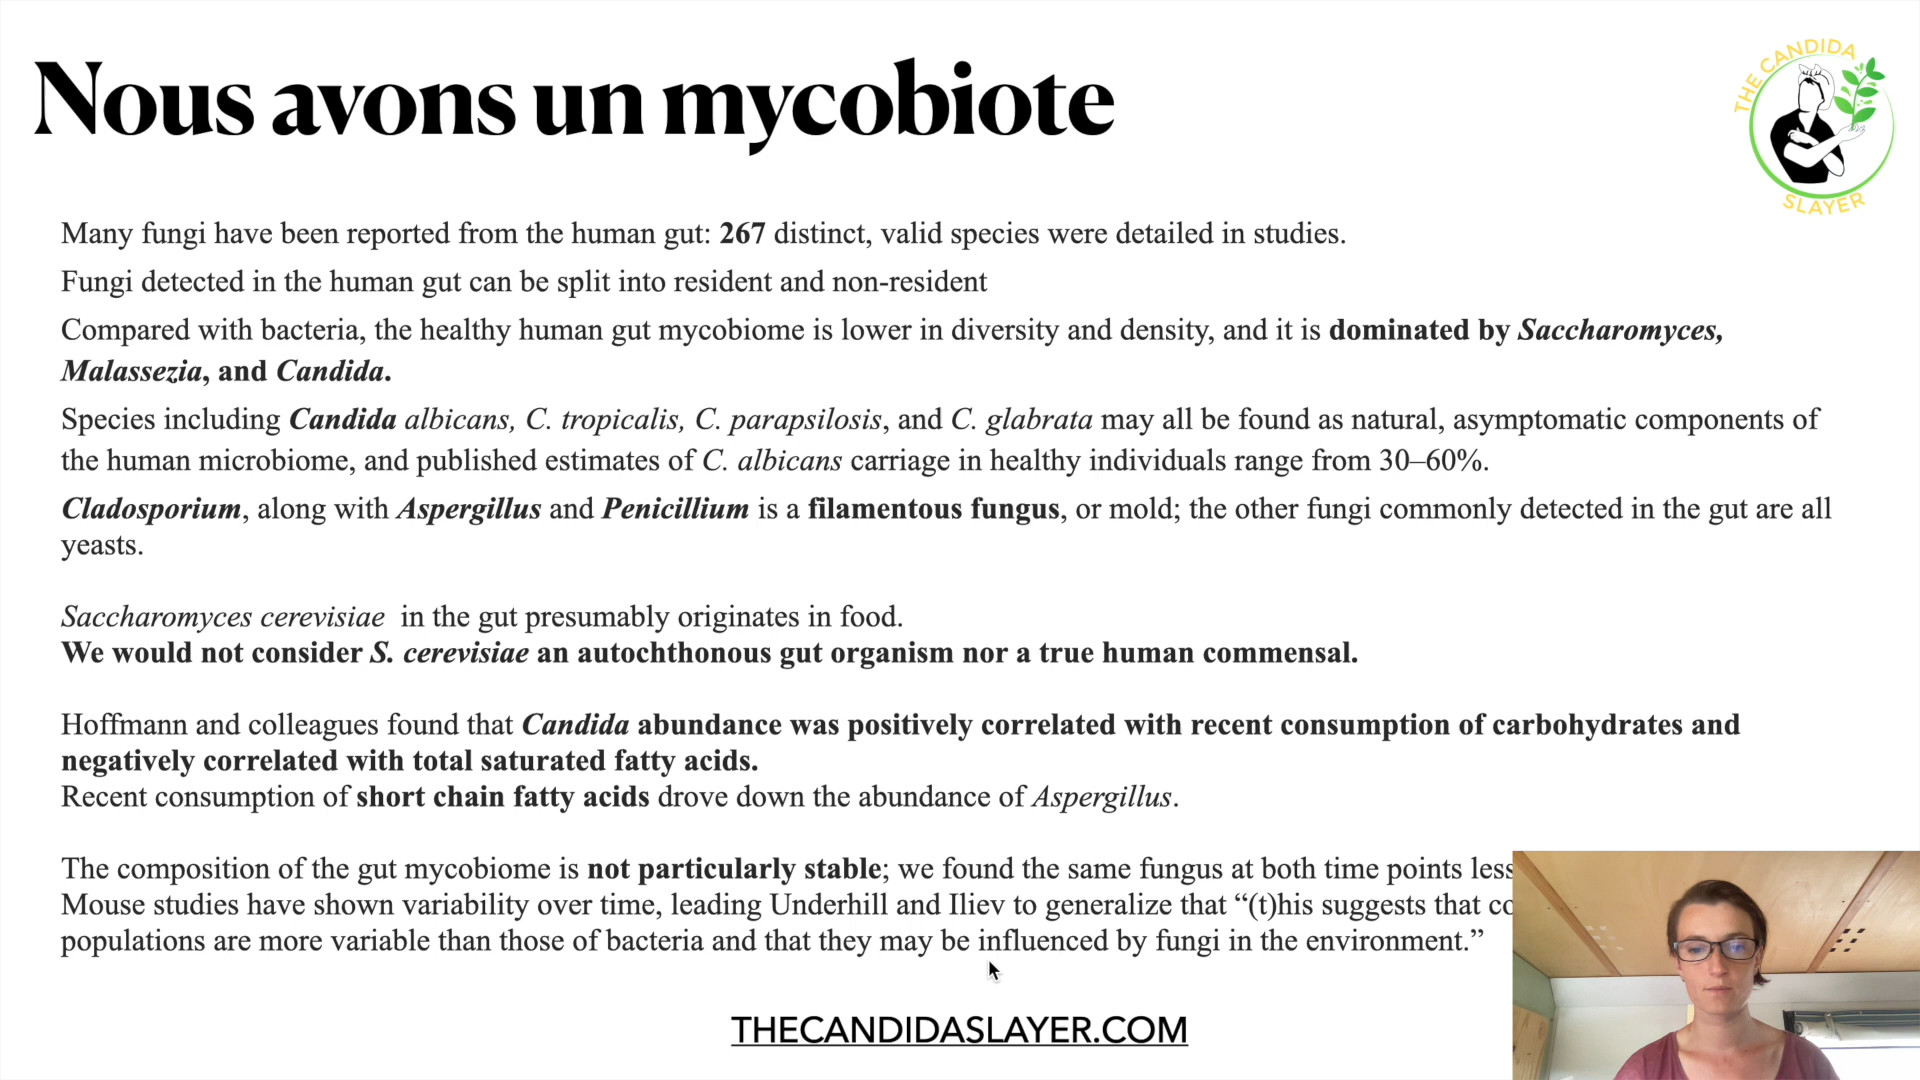 Nous avons un mycobiote
THE CANDIDA
SLAYER
Many fungi have been reported from the human gut: 267 distinct, valid species were detailed in studies.
Fungi detected in the human gut can be split into resident and non-resident
Compared with bacteria, the healthy human gut mycobiome is lower in diversity and density, and it is dominated by Saccharomyces,
Malassezia, and Candida.
Species including Candida albicans, C. tropicalis, C. parapsilosis, and C. glabrata may all be found as natural, asymptomatic components of
the human microbiome, and published estimates of C. albicans carriage in healthy individuals range from 30–60%.
Cladosporium, along with Aspergillus and Penicillium is a filamentous fungus, or mold; the other fungi commonly detected in the gut are all
yeasts.
Saccharomyces cerevisiae in the gut presumably originates in food.
We would not consider S. cerevisiae an autochthonous gut organism nor a true human commensal.
Hoffmann and colleagues found that Candida abundance was positively correlated with recent consumption of carbohydrates and
negatively correlated with total saturated fatty acids.
Recent consumption of short chain fatty acids drove down the abundance of Aspergillus.
The composition of the gut mycobiome is not particularly stable; we found the same fungus at both time points less
Mouse studies have shown variability over time, leading Underhill and Iliev to generalize that “(t)his suggests that
populations are more variable than those of bacteria and that they may be influenced by fungi in the environment.”
THECANDIDASLAYER.COM